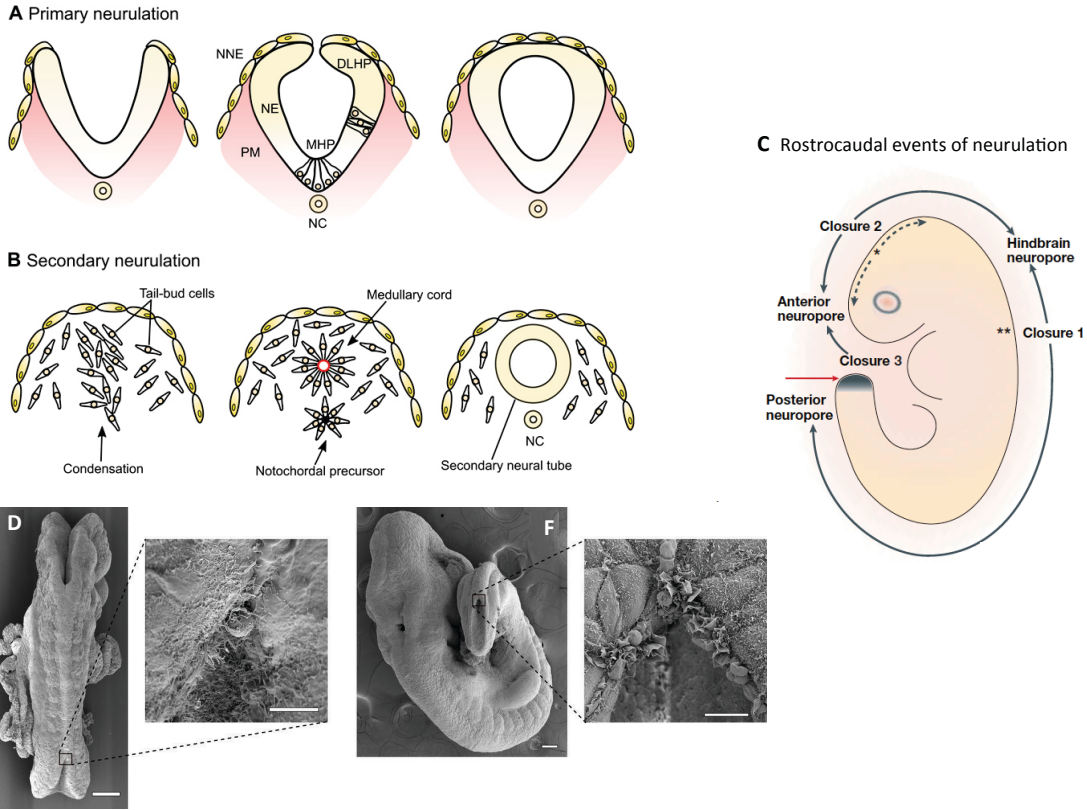 A Primary neurulation
NNE
DLHP
NE
MHP
PM
NC
B Secondary neurulation
Tail-bud cells
Medullary cord
Condensation
Notochordal precursor
NC
Secondary neural tube
C Rostrocaudal events of neurulation
Closure 2
*
Hindbrain
neuropore
Anterior
neuropore
**
Closure 1
Closure 3
Posterior
neuropore
D
F